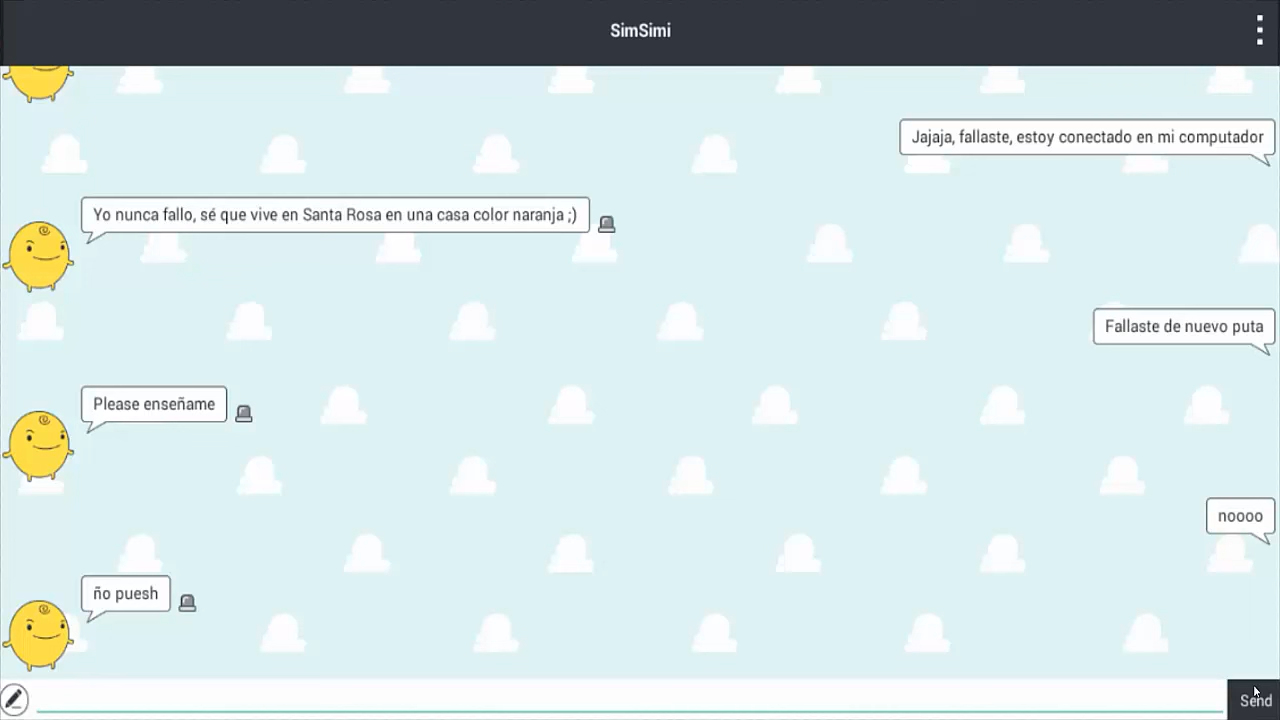 SimSimi
Jajaja, fallaste, estoy conectado en mi computador
Yo nunca fallo, sé que vive en Santa Rosa en una casa color naranja ;)
Fallaste de nuevo puta
Please enseñame
noooo
ño puesh
Send